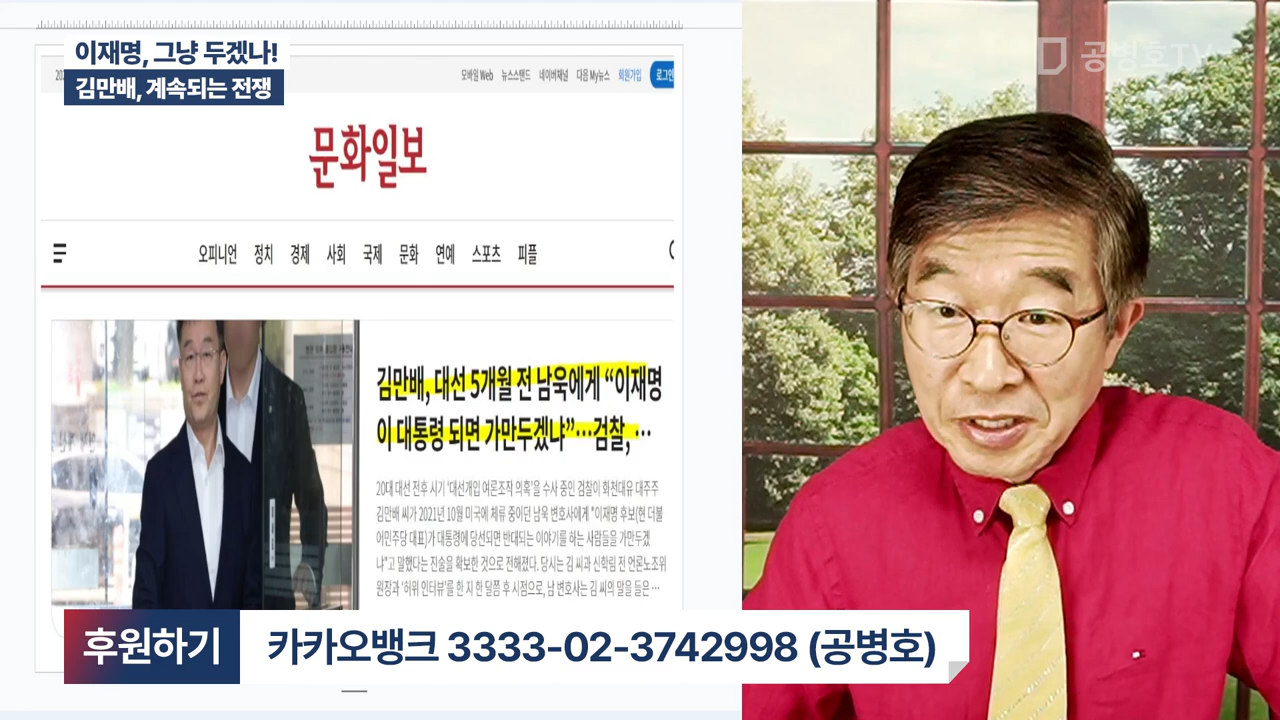 이재명, 그냥 두겠나!
김만배, 계속되는 전쟁
공병호TV
모바일 Web 뉴스스탠드 네이버채널 다음 My뉴스 회원가입 로그인
문화일보
오피니언 정치 경제 사회 국제 문화 연예 스포츠 피플
김만배, 대선 5개월 전 남욱에게 “이재명
이 대통령 되면 가만두겠냐”…검찰, …
20대 대선 전후 시기 '대선개입 여론조작 의혹'을 수사 중인 검찰이 화천대유 대주주
김만배 씨가 2021년 10월 미국에 체류 중이던 남욱 변호사에게 "이재명 후보(현 더불
어민주당 대표)가 대통령에 당선되면 반대되는 이야기를 하는 사람들을 가만두겠
냐"고 말했다는 진술을 확보한 것으로 전해졌다. 당시는 김 씨과 신학림 전 언론노조위
원장과 '허위 인터뷰'를 한 지 한 달쯤 후 시점으로, 남 변호사는 김 씨의 말을 들은 …
후원하기
카카오뱅크 3333-02-3742998 (공병호)